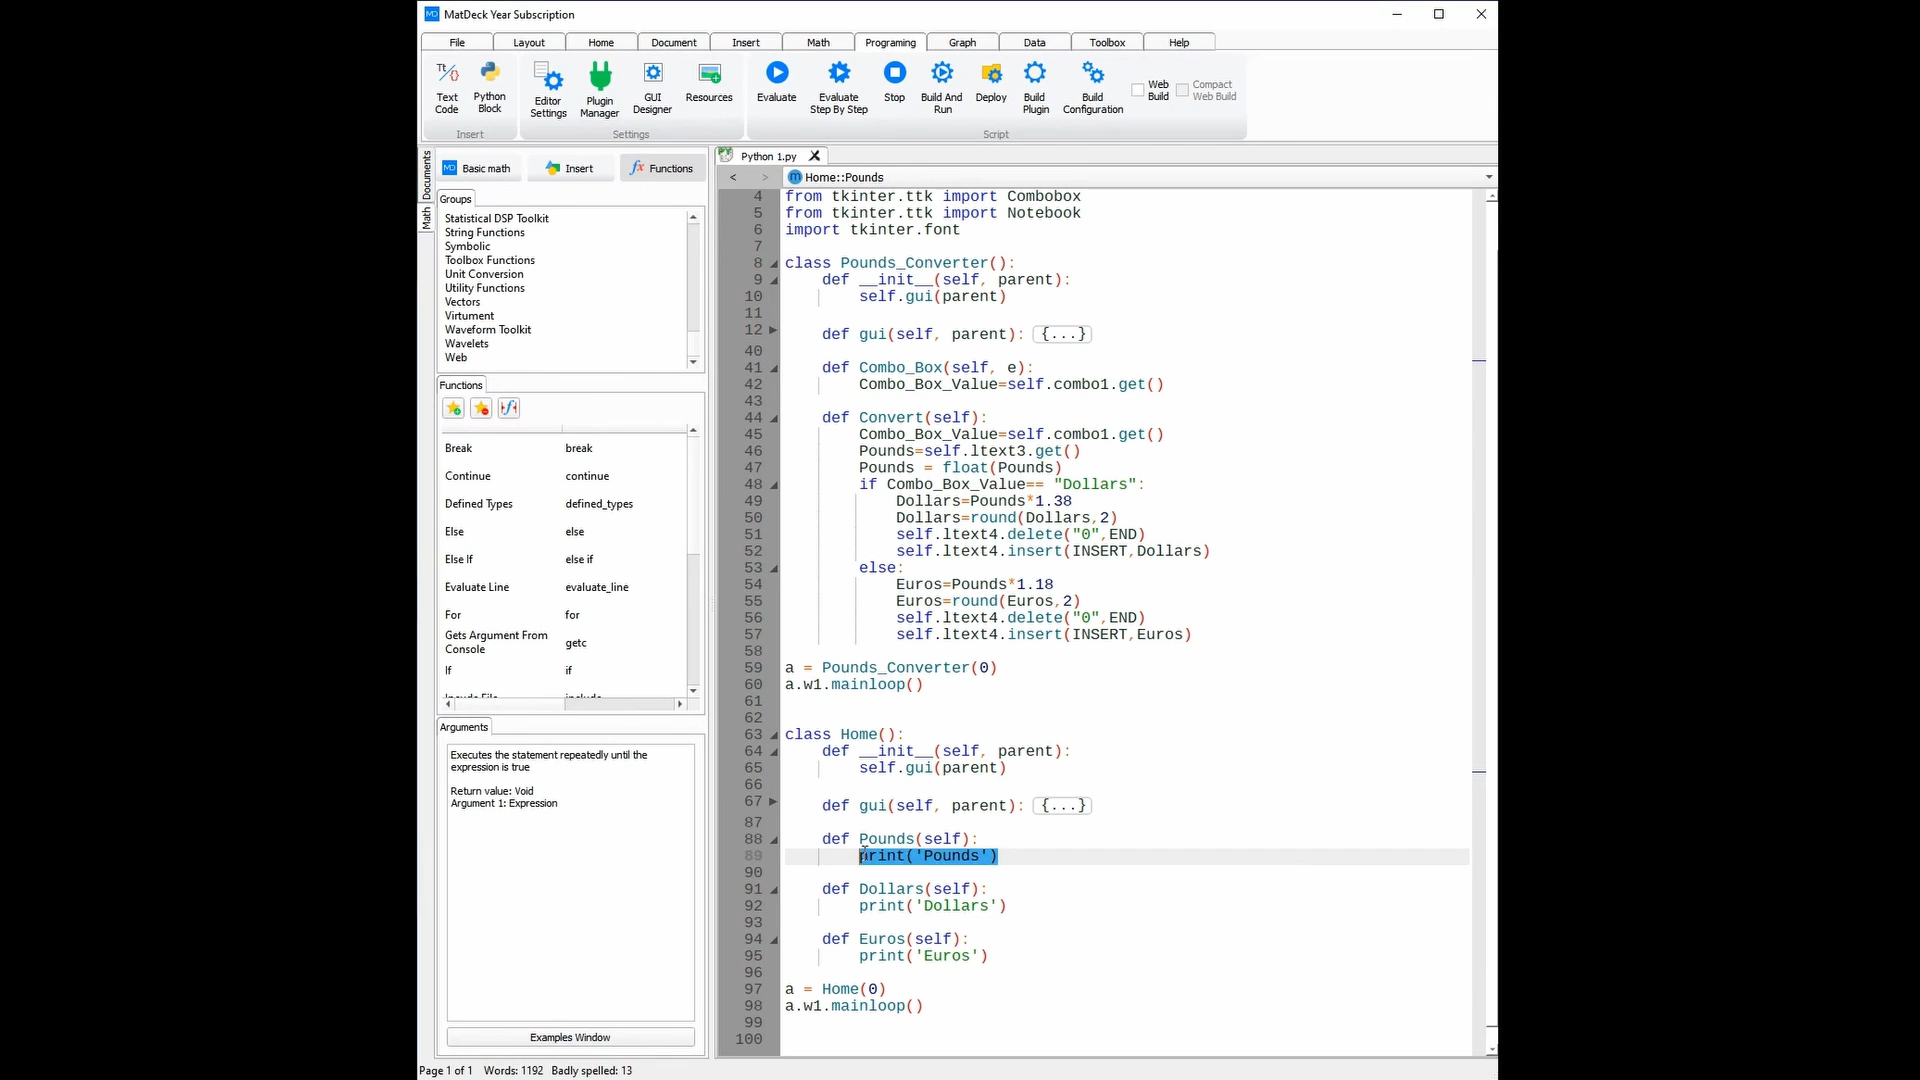 MatDeck Year Subscription
File Layout Home Document Insert Math Programing Graph Data Toolbox Help
Text Code
Python Block
Insert
Editor Settings
Plugin Manager
GUI Designer
Resources
Settings
Evaluate
Evaluate Step By Step
Stop
Build And Run
Deploy
Build Plugin
Build Configuration
Web Build
Compact Web Build
Script
Documents
Math
Basic math Insert Functions
Groups
Statistical DSP Toolkit
String Functions
Symbolic
Toolbox Functions
Unit Conversion
Utility Functions
Vectors
Virtument
Waveform Toolkit
Wavelets
Web
Functions
Break break
Continue continue
Defined Types defined_types
Else else
Else If else if
Evaluate Line evaluate_line
For for
Gets Argument From Console getc
If if
Arguments
Executes the statement repeatedly until the
expression is true
Return value: Void
Argument 1: Expression
Examples Window
Python 1.py
< > Home::Pounds
4 from tkinter.ttk import Combobox
5 from tkinter.ttk import Notebook
6 import tkinter.font
7
8 class Pounds_Converter():
9 def __init__(self, parent):
10 self.gui(parent)
11
12 def gui(self, parent): {...}
40
41 def Combo_Box(self, e):
42 Combo_Box_Value=self.combo1.get()
43
44 def Convert(self):
45 Combo_Box_Value=self.combo1.get()
46 Pounds=self.ltext3.get()
47 Pounds = float(Pounds)
48 if Combo_Box_Value== "Dollars":
49 Dollars=Pounds*1.38
50 Dollars=round(Dollars,2)
51 self.ltext4.delete("0",END)
52 self.ltext4.insert(INSERT,Dollars)
53 else:
54 Euros=Pounds*1.18
55 Euros=round(Euros,2)
56 self.ltext4.delete("0",END)
57 self.ltext4.insert(INSERT,Euros)
58
59 a = Pounds_Converter(0)
60 a.w1.mainloop()
61
62
63 class Home():
64 def __init__(self, parent):
65 self.gui(parent)
66
67 def gui(self, parent): {...}
87
88 def Pounds(self):
89 print('Pounds')
90
91 def Dollars(self):
92 print('Dollars')
93
94 def Euros(self):
95 print('Euros')
96
97 a = Home(0)
98 a.w1.mainloop()
99
100
Page 1 of 1 Words: 1192 Badly spelled: 13